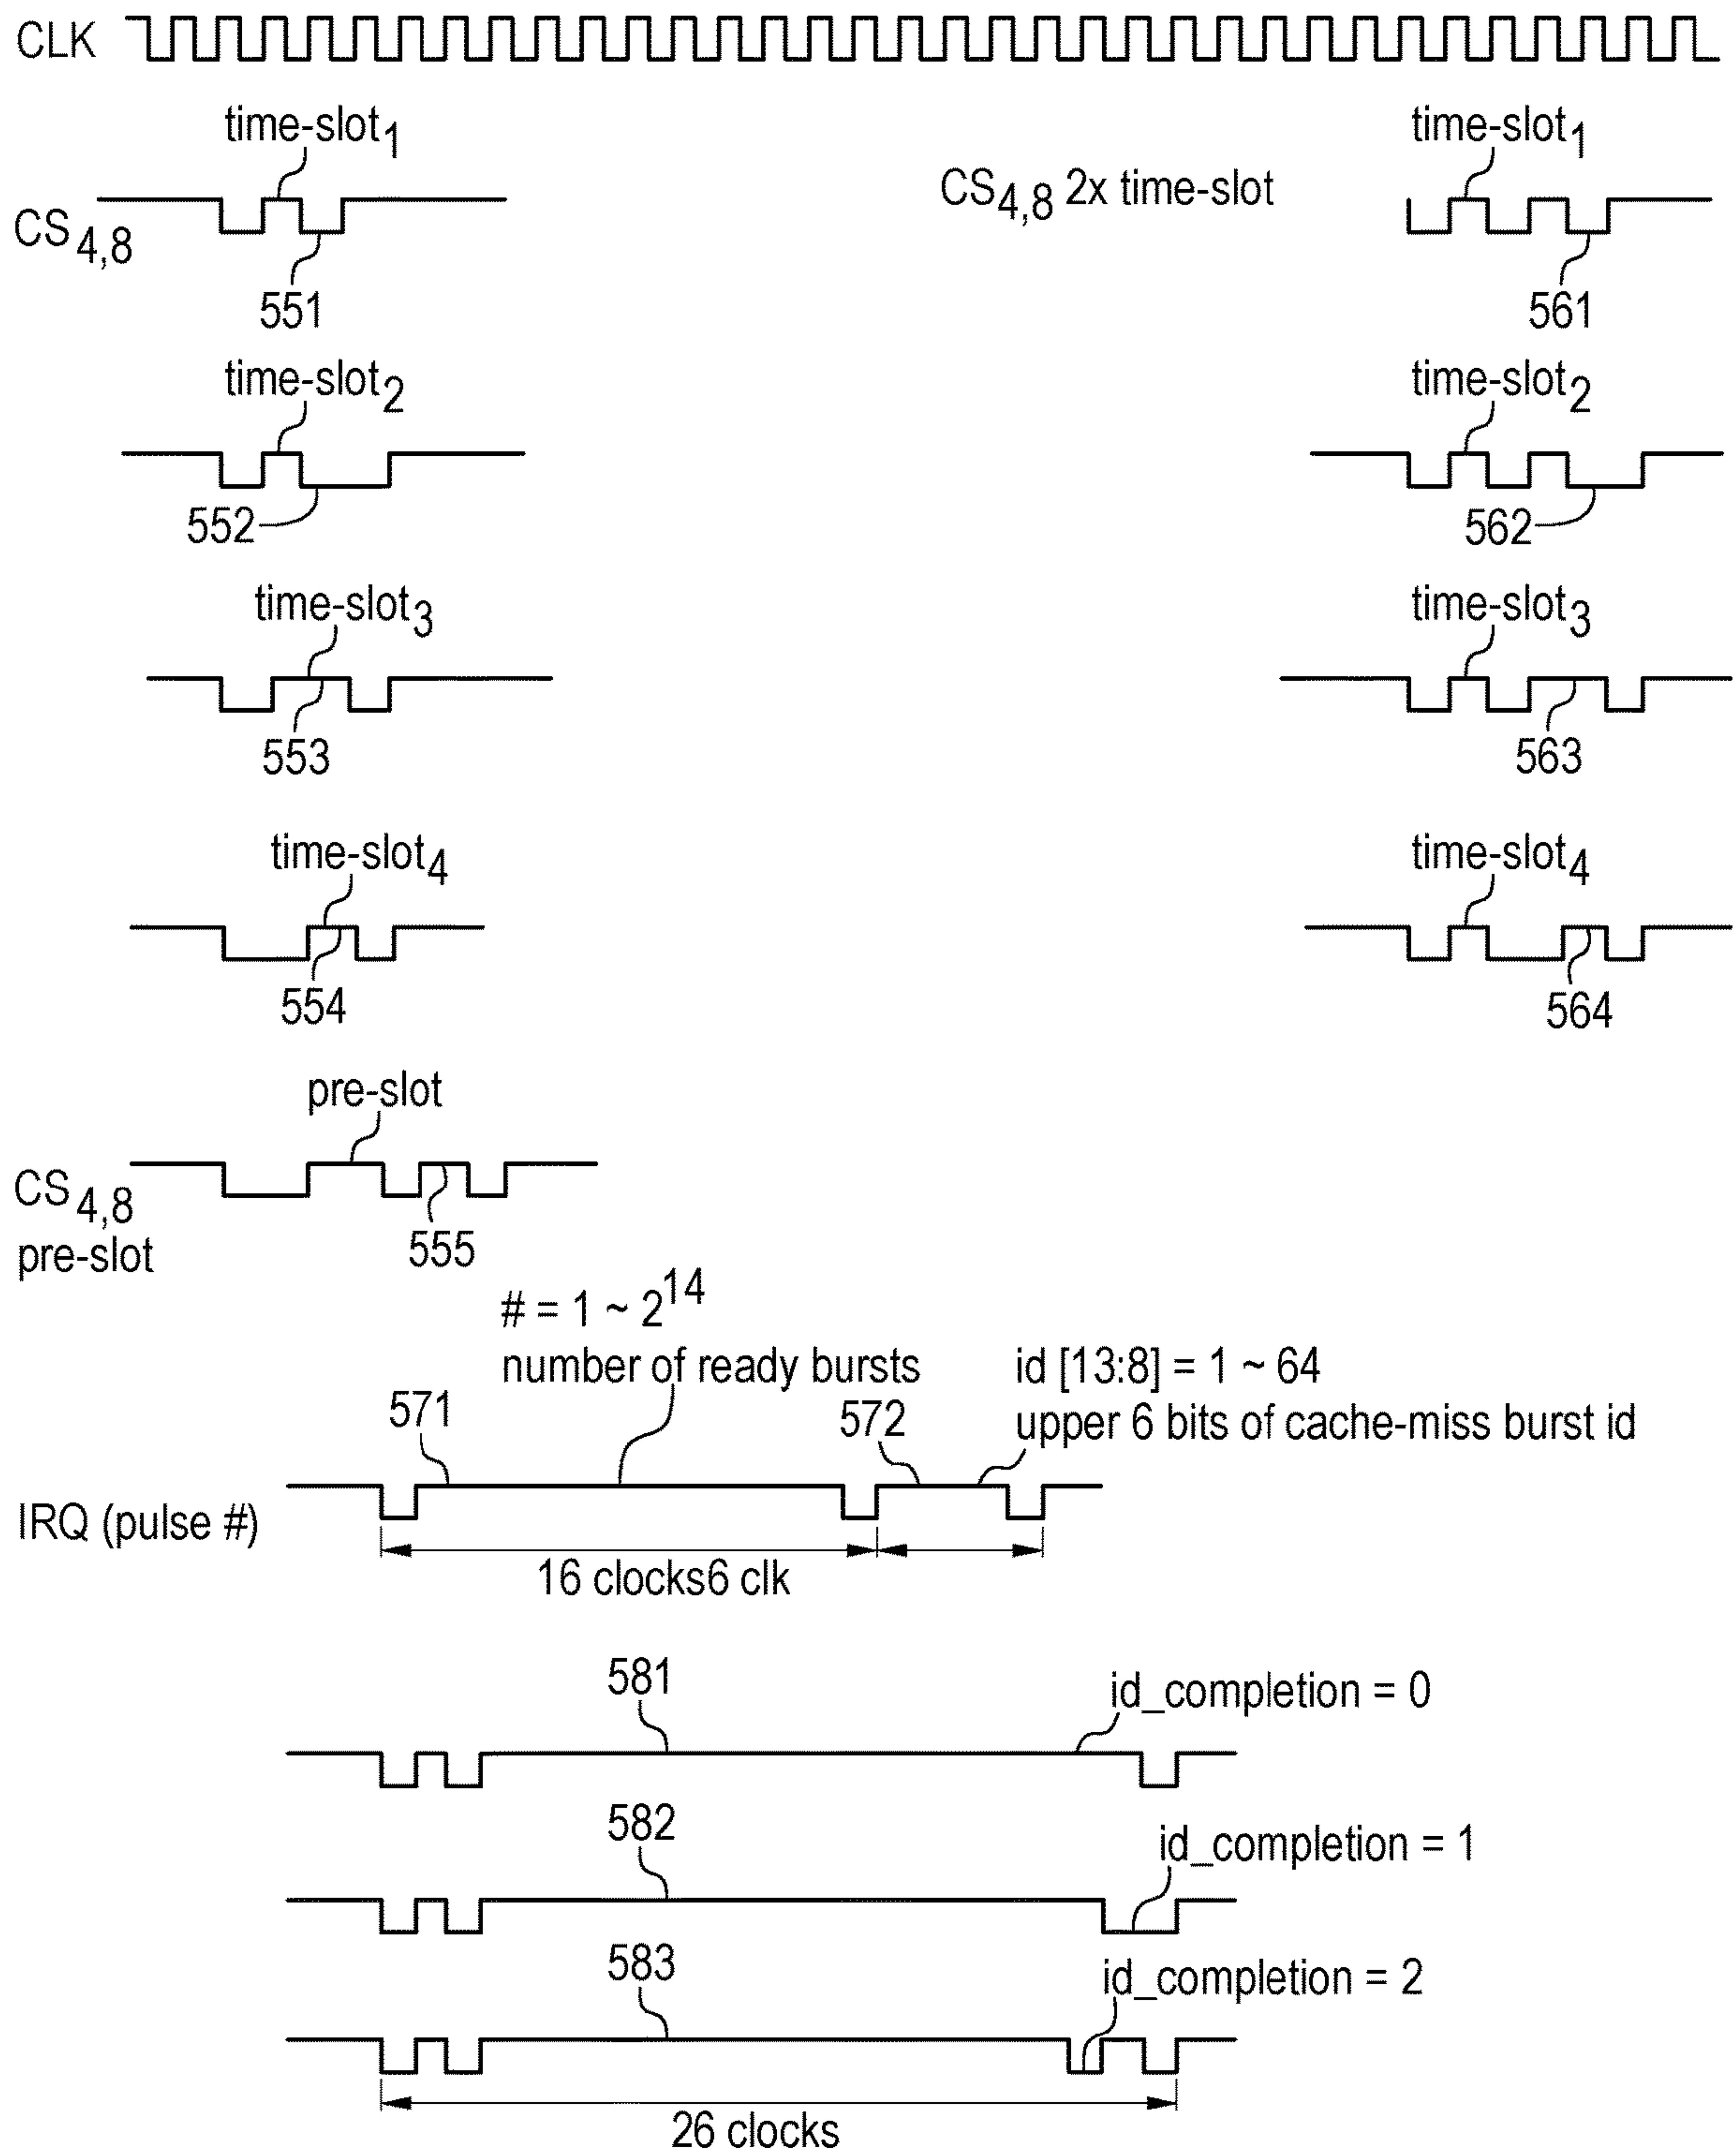 CLK
time-slot1
time-slot1
CS4,8 2x time-slot
CS4,8
551
561
time-slot2
time-slot2
552
562
time-slot3
time-slot3
553
563
time-slot4
time-slot4
554
564
pre-slot
CS4,8
pre-slot
555
# = 1 ~ 2^14
number of ready bursts
id [13:8] = 1 ~ 64
571
572
upper 6 bits of cache-miss burst id
IRQ (pulse #)
16 clocks6 clk
581
id_completion = 0
582
id_completion = 1
583
id_completion = 2
26 clocks